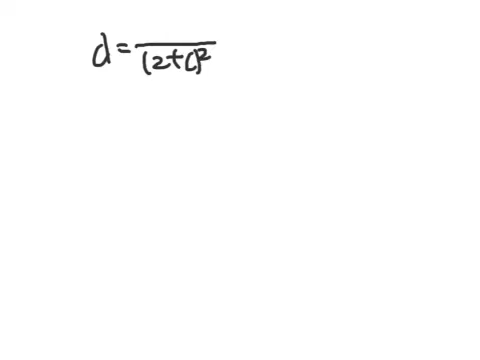 d = /(2+c)²